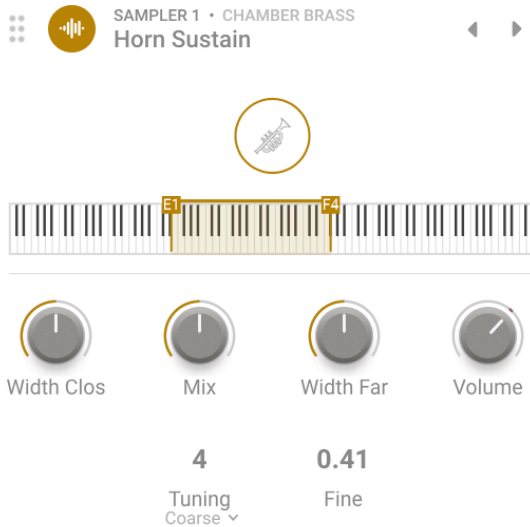 SAMPLER 1 • CHAMBER BRASS
Horn Sustain
E1 F4
Width Clos Mix Width Far Volume
4 0.41
Tuning Fine
Coarse